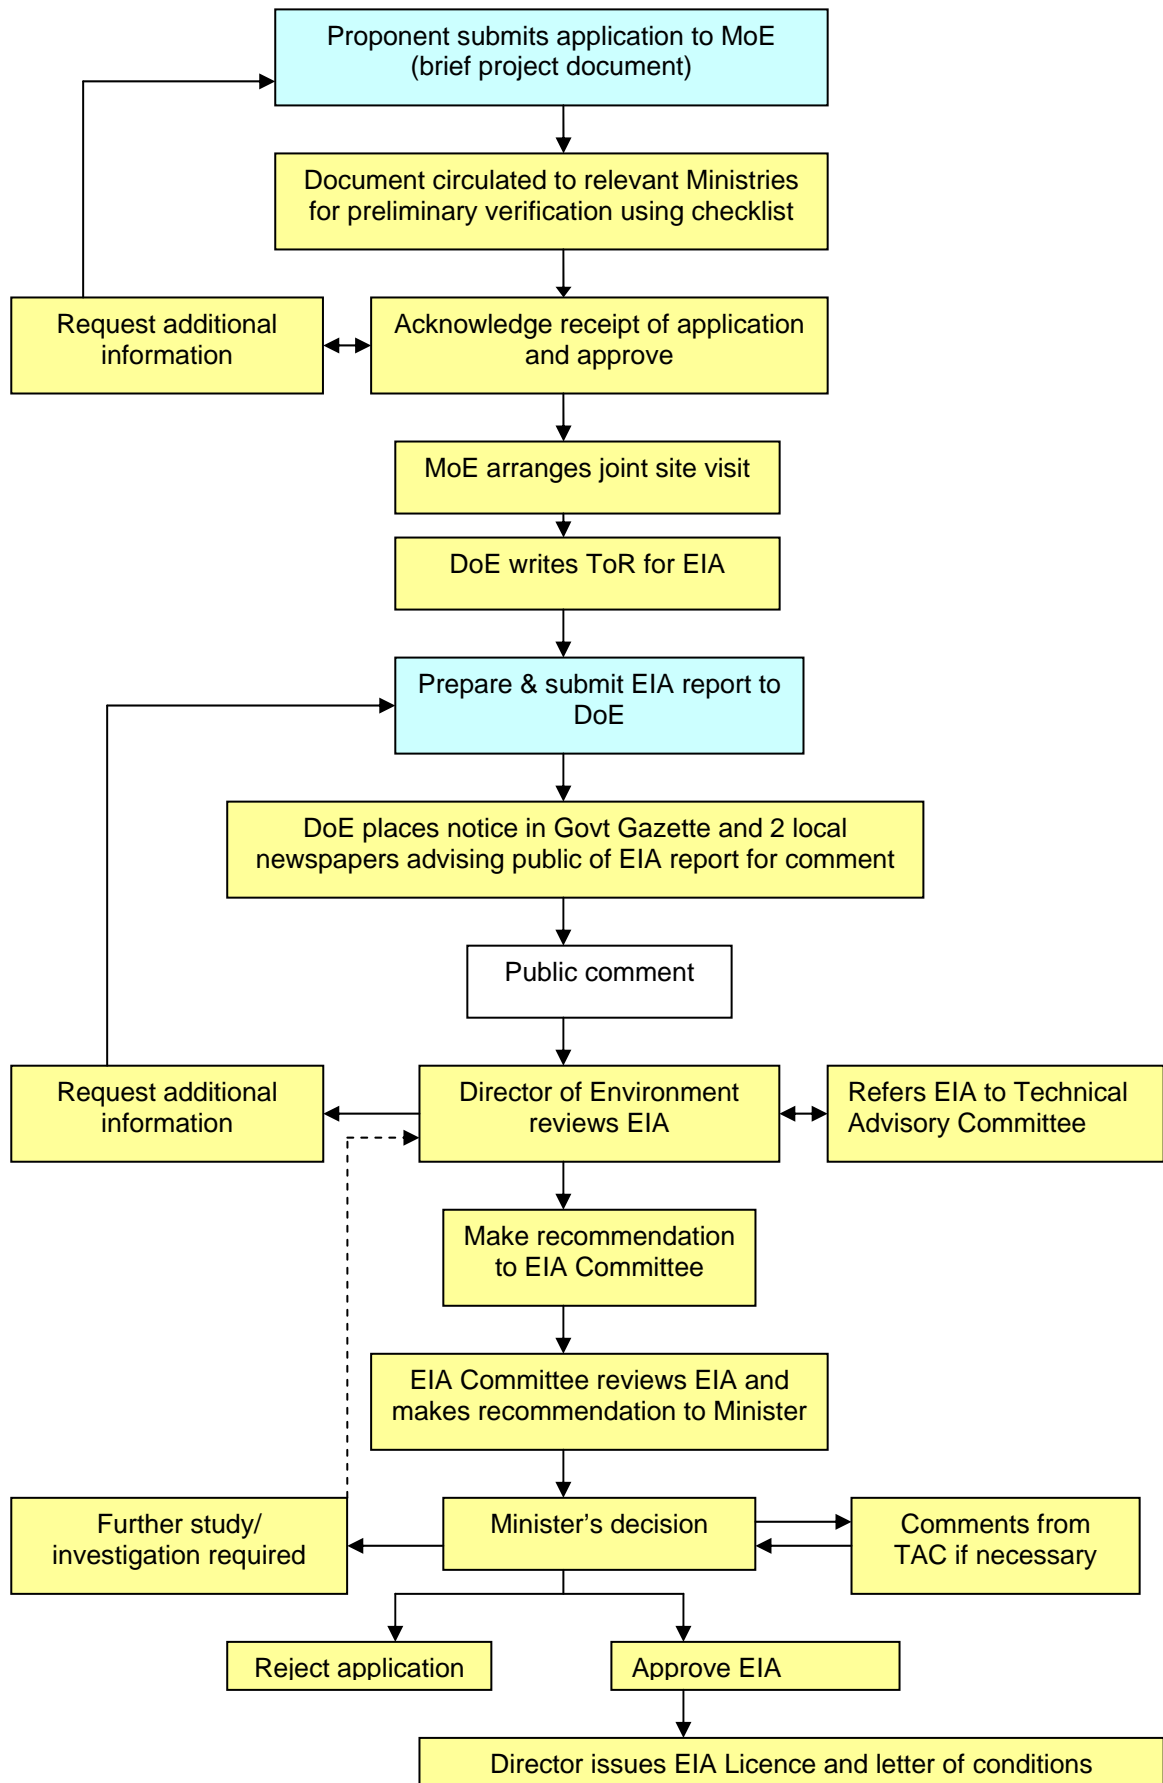 Proponent submits application to MoE
(brief project document)
Document circulated to relevant Ministries
for preliminary verification using checklist
Request additional
information
Acknowledge receipt of application
and approve
MoE arranges joint site visit
DoE writes ToR for EIA
Prepare & submit EIA report to
DoE
DoE places notice in Govt Gazette and 2 local
newspapers advising public of EIA report for comment
Public comment
Request additional
information
Director of Environment
reviews EIA
Refers EIA to Technical
Advisory Committee
Make recommendation
to EIA Committee
EIA Committee reviews EIA and
makes recommendation to Minister
Further study/
investigation required
Minister’s decision
Comments from
TAC if necessary
Reject application
Approve EIA
Director issues EIA Licence and letter of conditions